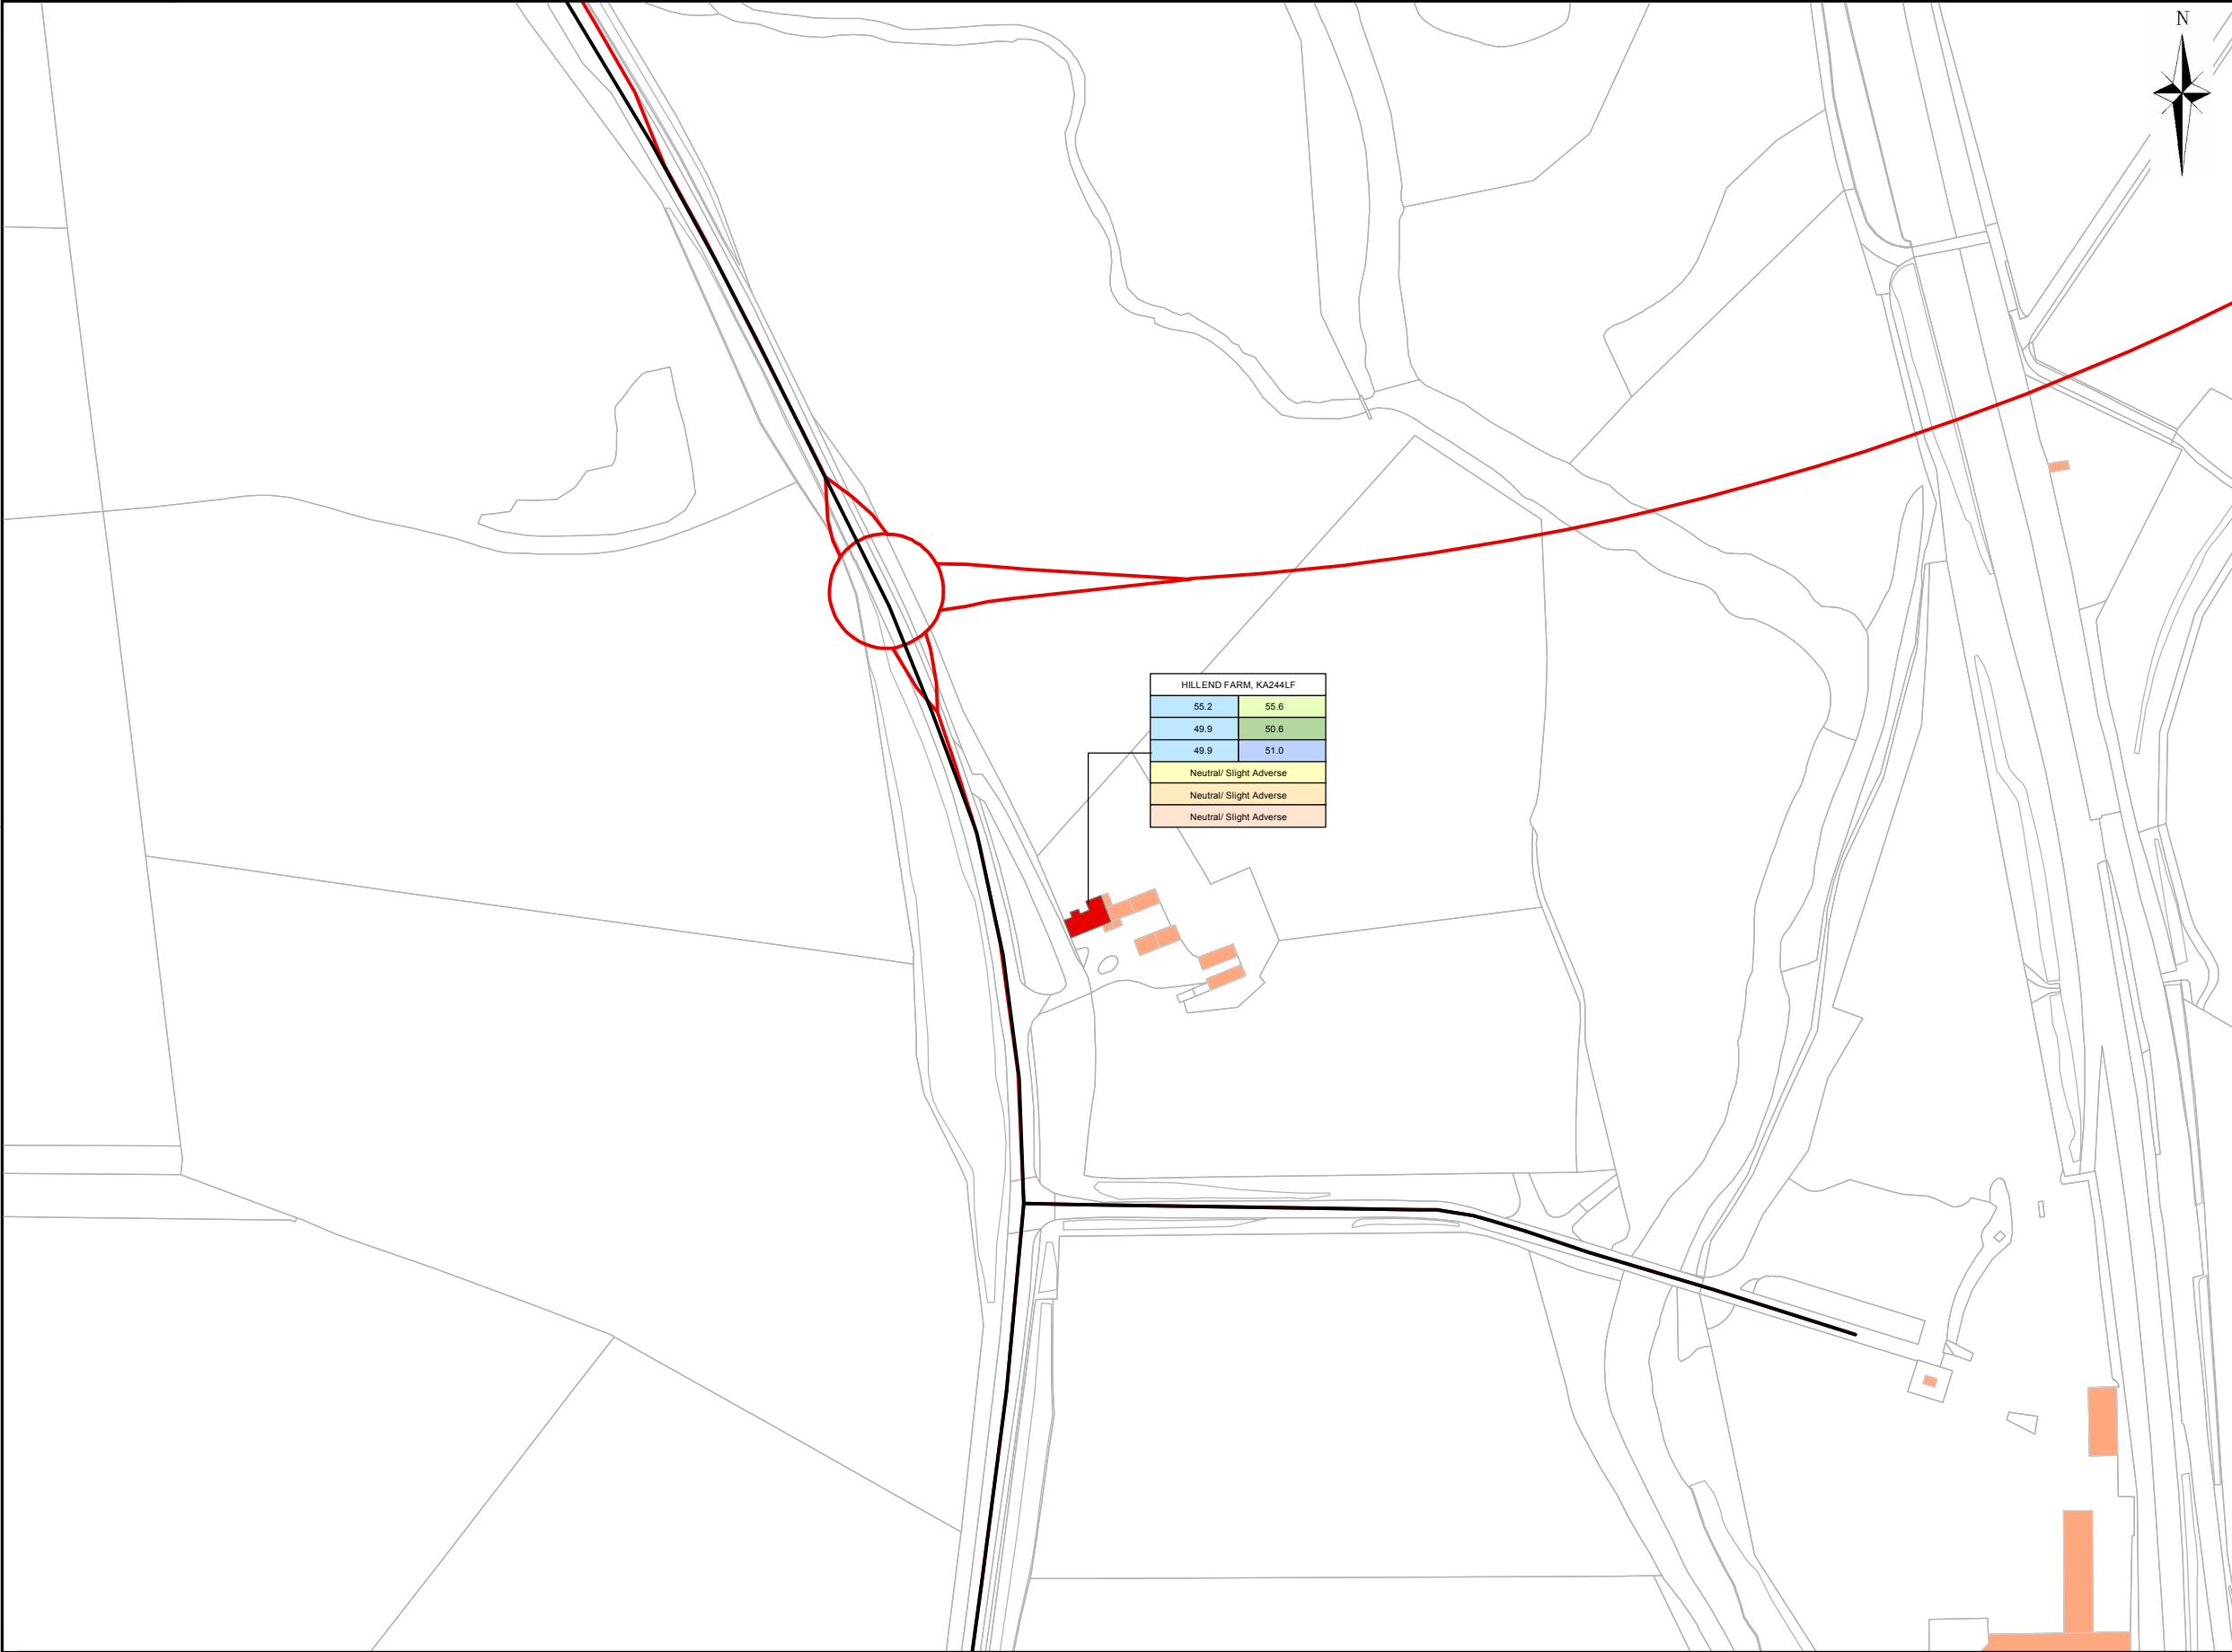 N
HILLEND FARM, KA244LF
55.2 55.6
49.9 50.6
49.9 51.0
Neutral/ Slight Adverse
Neutral/ Slight Adverse
Neutral/ Slight Adverse